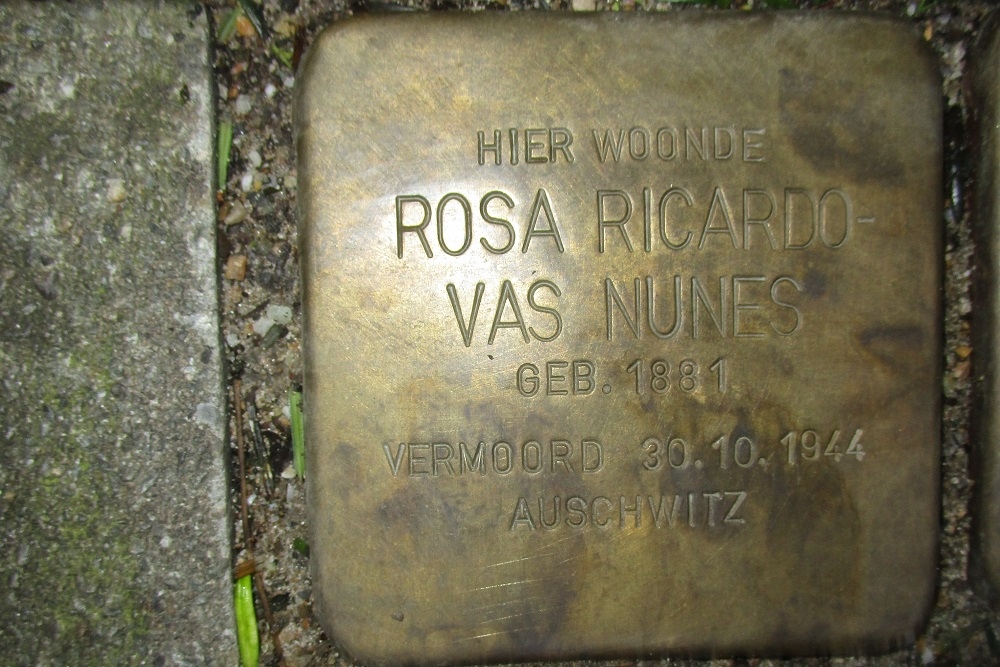 HIER WOONDE
ROSA RICARDO-
VAS NUNES
GEB. 1881
VERMOORD 30.10.1944
AUSCHWITZ